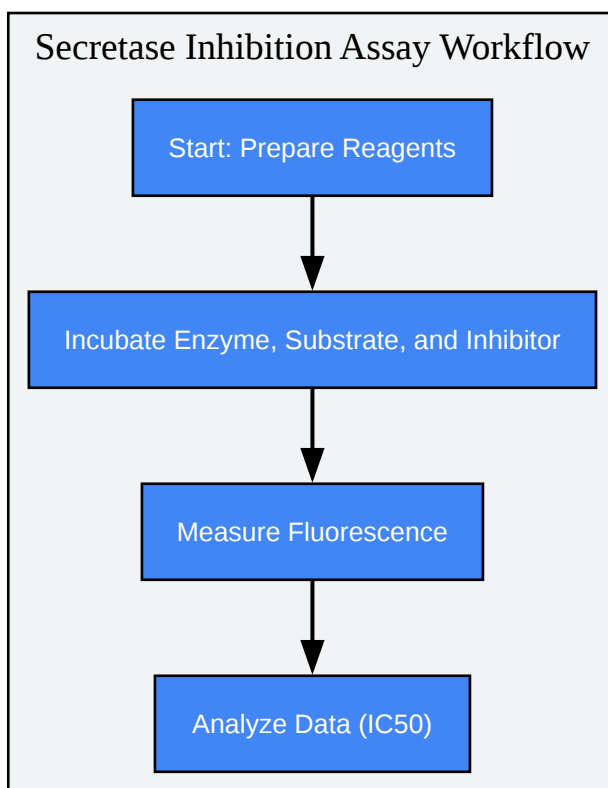 Secretase Inhibition Assay Workflow
Start: Prepare Reagents
Incubate Enzyme, Substrate, and Inhibitor
Measure Fluorescence
Analyze Data (IC50)